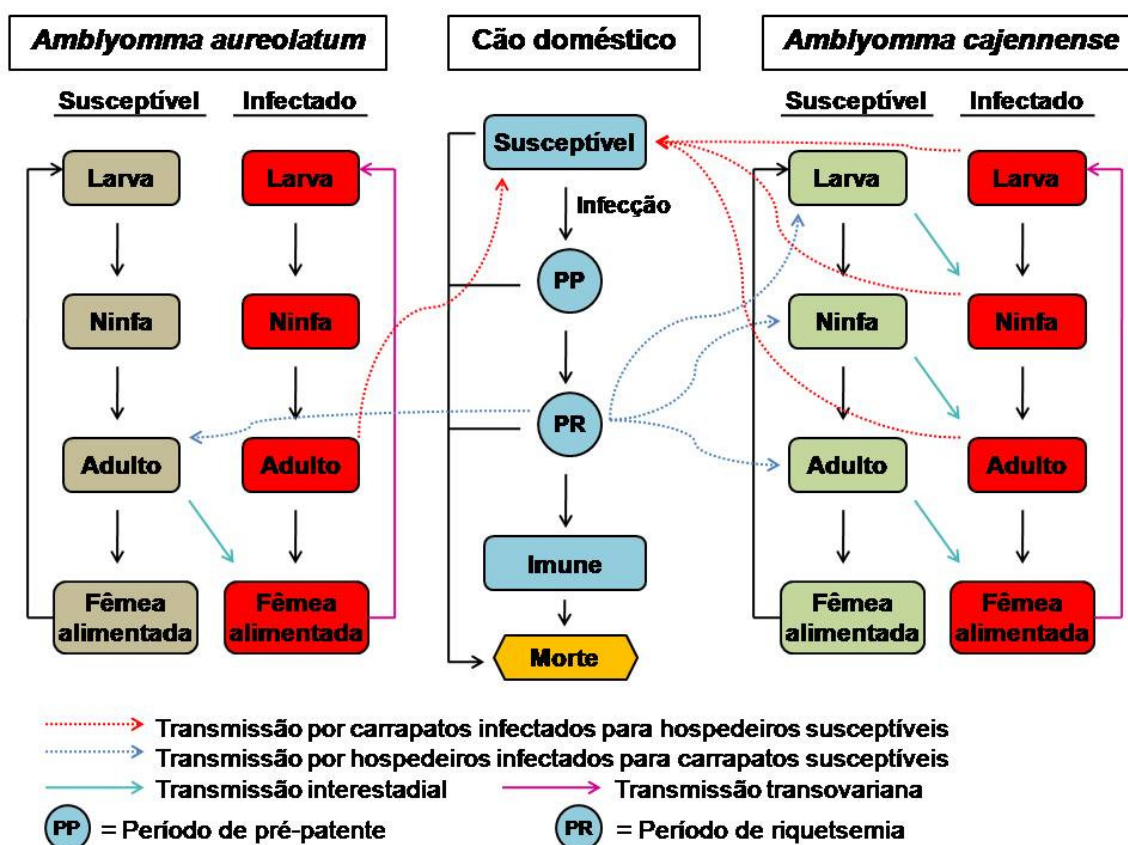 Amblyomma aureolatum
Cão doméstico
Amblyomma cajennense
Susceptível
Infectado
Larva
Larva
Ninfa
Ninfa
Adulto
Adulto
Fêmea
alimentada
Fêmea
alimentada
Susceptível
Infecção
PP
PR
Imune
Morte
Susceptível
Infectado
Larva
Larva
Ninfa
Ninfa
Adulto
Adulto
Fêmea
alimentada
Fêmea
alimentada
Transmissão por carrapatos infectados para hospedeiros susceptíveis
Transmissão por hospedeiros infectados para carrapatos susceptíveis
Transmissão interestadial
Transmissão transovariana
PP = Período de pré-patente
PR = Período de riquetsemia